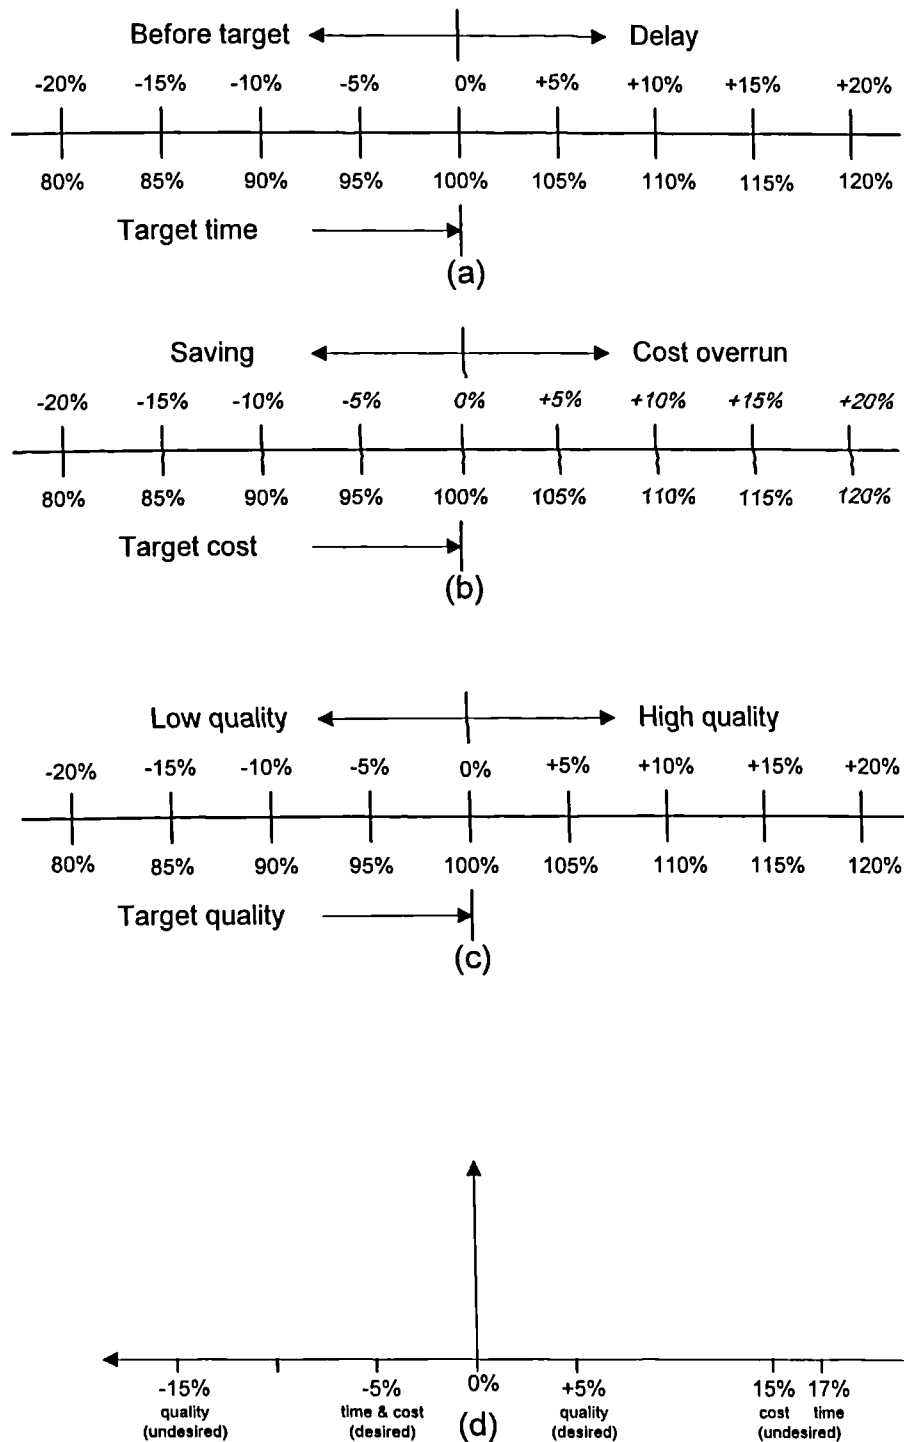 Before target Delay
-20% -15% -10% -5% 0% +5% +10% +15% +20%
80% 85% 90% 95% 100% 105% 110% 115% 120%
Target time
(a)
Saving Cost overrun
-20% -15% -10% -5% 0% +5% +10% +15% +20%
80% 85% 90% 95% 100% 105% 110% 115% 120%
Target cost
(b)
Low quality High quality
-20% -15% -10% -5% 0% +5% +10% +15% +20%
80% 85% 90% 95% 100% 105% 110% 115% 120%
Target quality
(c)
-15% -5% 0% +5% 15% 17%
quality time & cost quality cost time
(undesired) (desired) (d) (desired) (undesired)